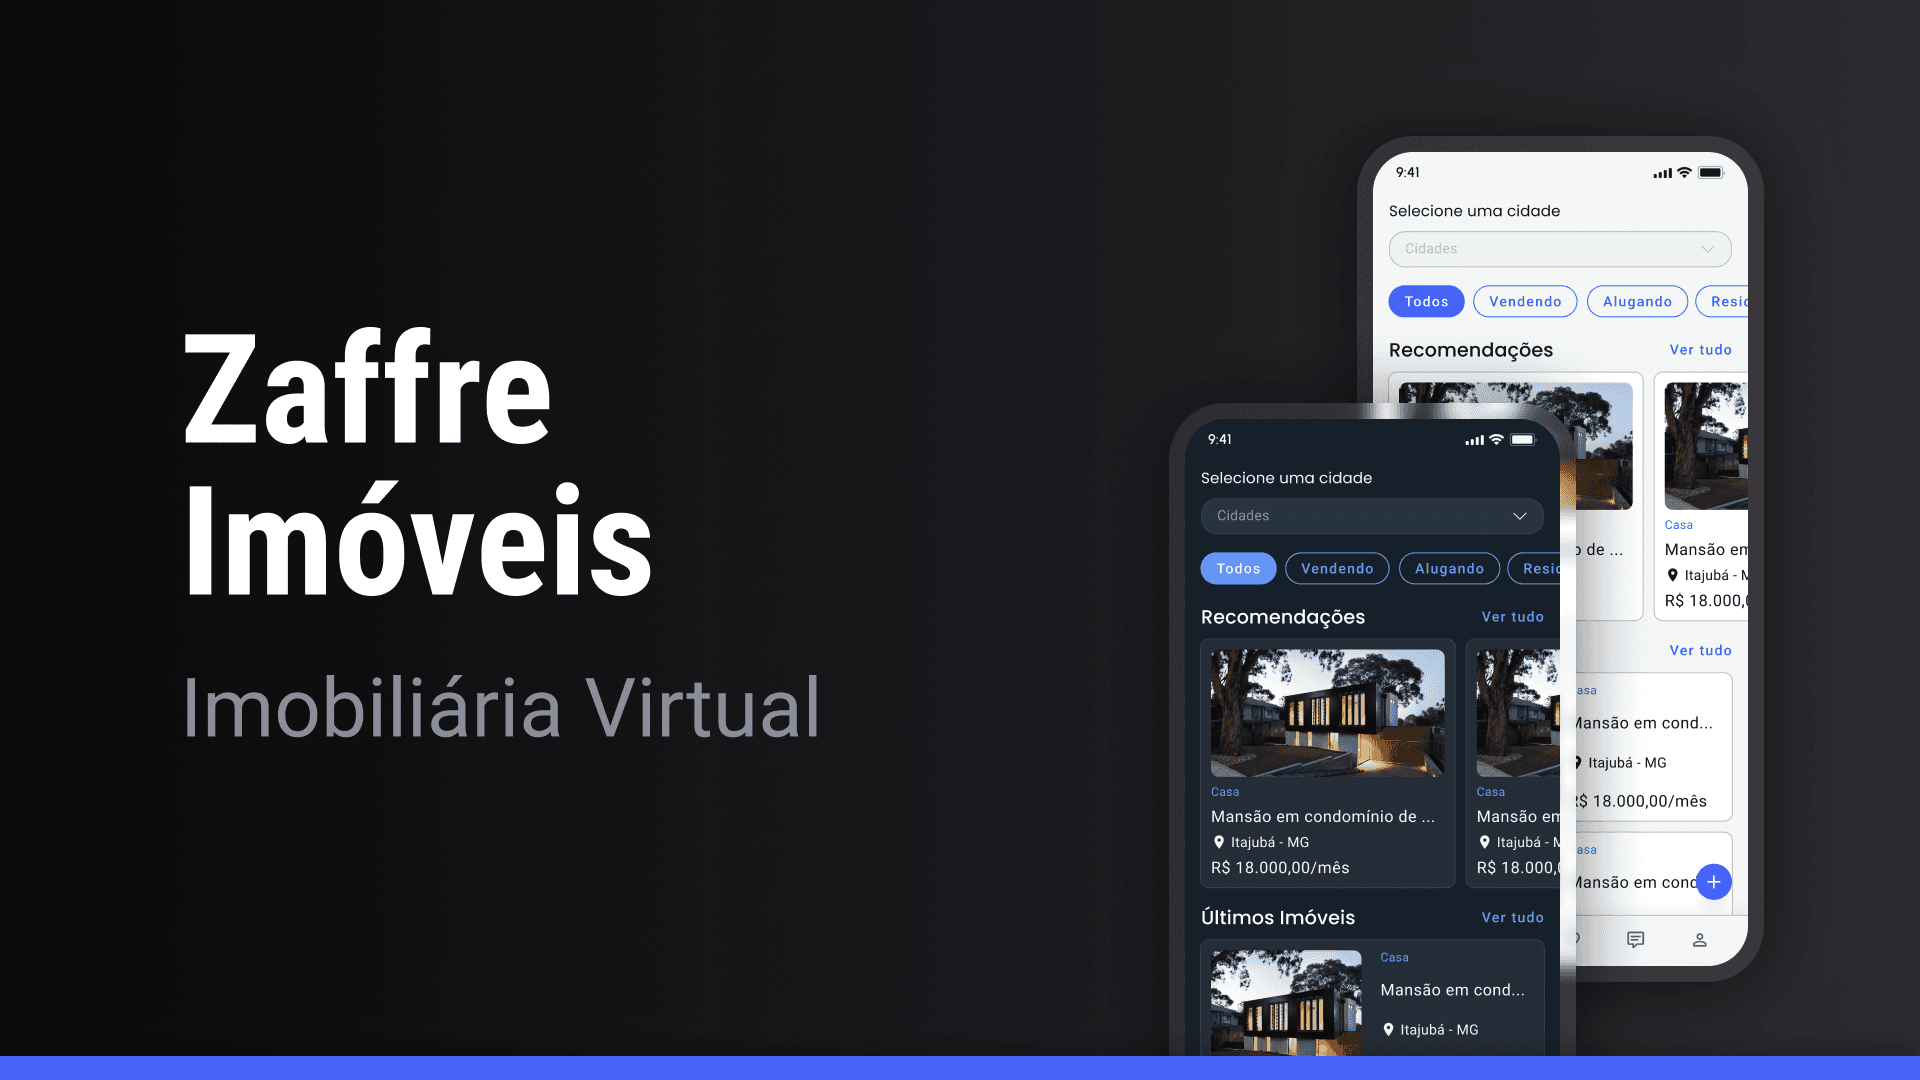 Zaffre
Imóveis
Imobiliária Virtual
9:41
Selecione uma cidade
Cidades
Todos
Vendendo
Alugando
Resid
Recomendações
Ver tudo
o de ...
Casa
Mansão em
Itajubá - M
R$ 18.000,0
Ver tudo
asa
Mansão em cond...
Itajubá - MG
R$ 18.000,00/mês
asa
Mansão em cond
9:41
Selecione uma cidade
Cidades
Todos
Vendendo
Alugando
Resid
Recomendações
Ver tudo
Casa
Mansão em condomínio de ...
Itajubá - MG
R$ 18.000,00/mês
Casa
Mansão em
Itajubá - M
R$ 18.000,0
Últimos Imóveis
Ver tudo
Casa
Mansão em cond...
Itajubá - MG